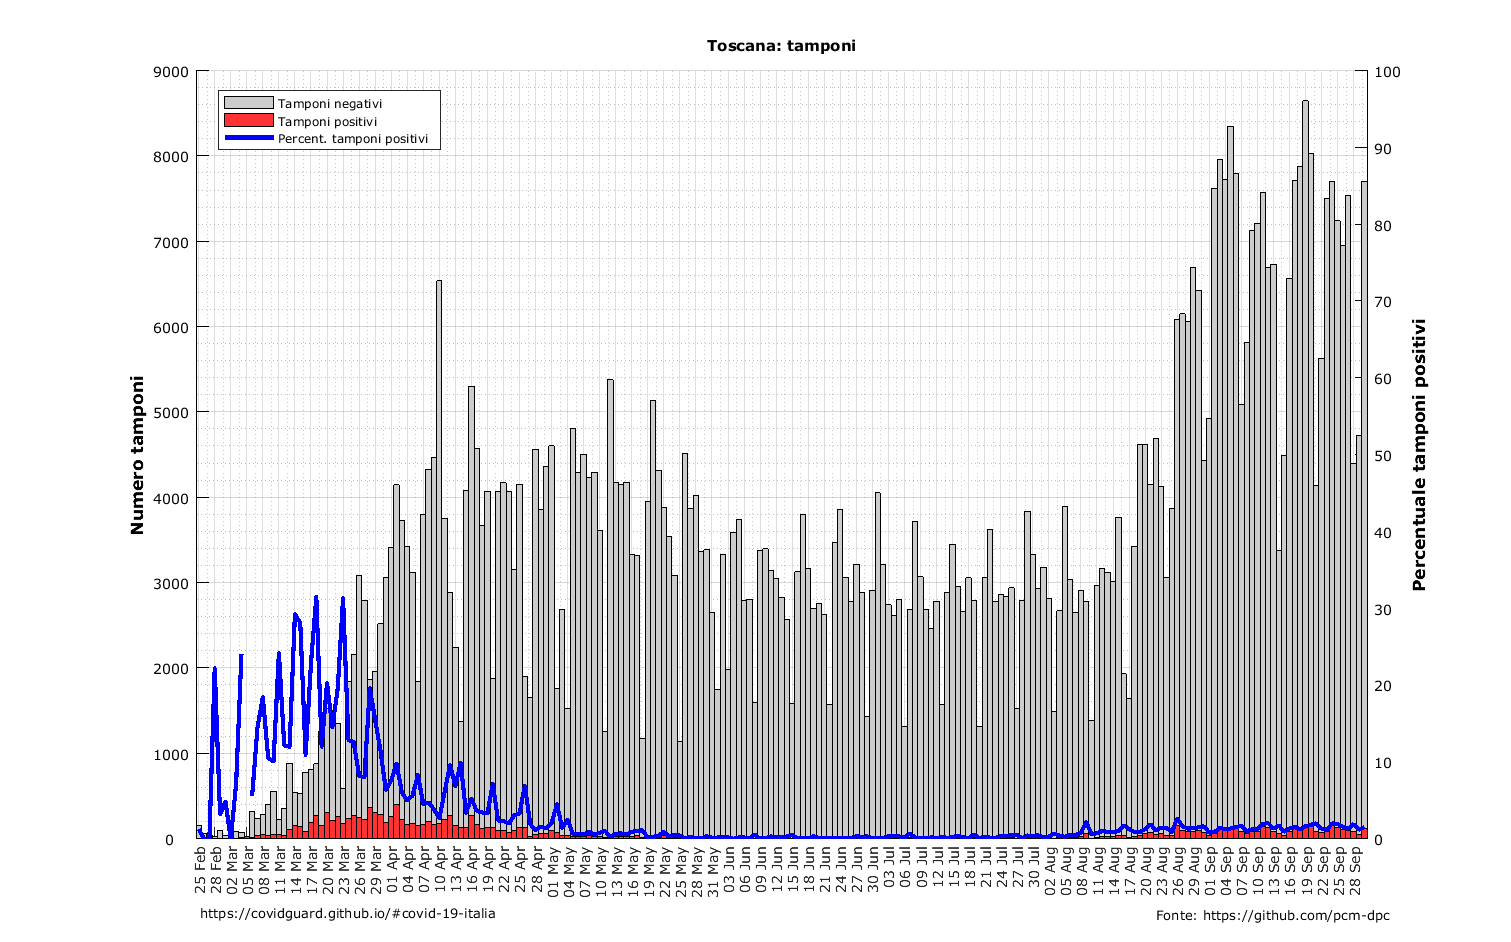 Toscana: tamponi
9000
8000
7000
6000
5000
4000
3000
2000
1000
0
Numero tamponi
Tamponi negativi
Tamponi positivi
Percent. tamponi positivi
100
90
80
70
60
50
40
30
20
10
0
Percentuale tamponi positivi
25 Feb
28 Feb
02 Mar
05 Mar
08 Mar
11 Mar
14 Mar
17 Mar
20 Mar
23 Mar
26 Mar
29 Mar
01 Apr
04 Apr
07 Apr
10 Apr
13 Apr
16 Apr
19 Apr
22 Apr
25 Apr
28 Apr
01 May
04 May
07 May
10 May
13 May
16 May
19 May
22 May
25 May
28 May
31 May
03 Jun
06 Jun
09 Jun
12 Jun
15 Jun
18 Jun
21 Jun
24 Jun
27 Jun
30 Jun
03 Jul
06 Jul
09 Jul
12 Jul
15 Jul
18 Jul
21 Jul
24 Jul
27 Jul
30 Jul
02 Aug
05 Aug
08 Aug
11 Aug
14 Aug
17 Aug
20 Aug
23 Aug
26 Aug
29 Aug
01 Sep
04 Sep
07 Sep
10 Sep
13 Sep
16 Sep
19 Sep
22 Sep
25 Sep
28 Sep
https://covidguard.github.io/#covid-19-italia
Fonte: https://github.com/pcm-dpc